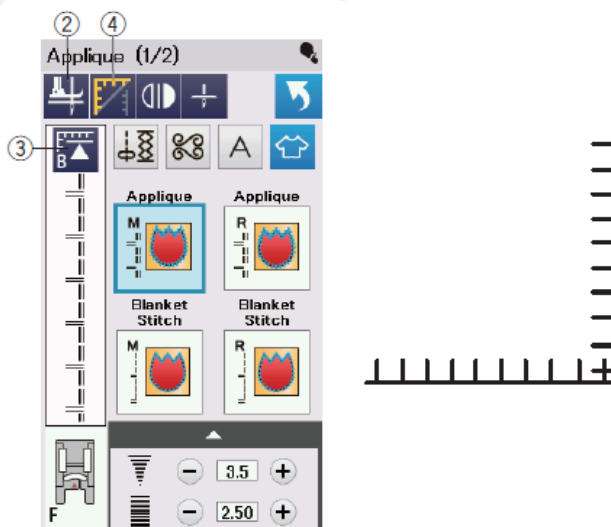 ② ④
Applique (1/2)
③
B
A
Applique Applique
M R
Blanket Blanket
Stitch Stitch
M R
3.5
F
2.50